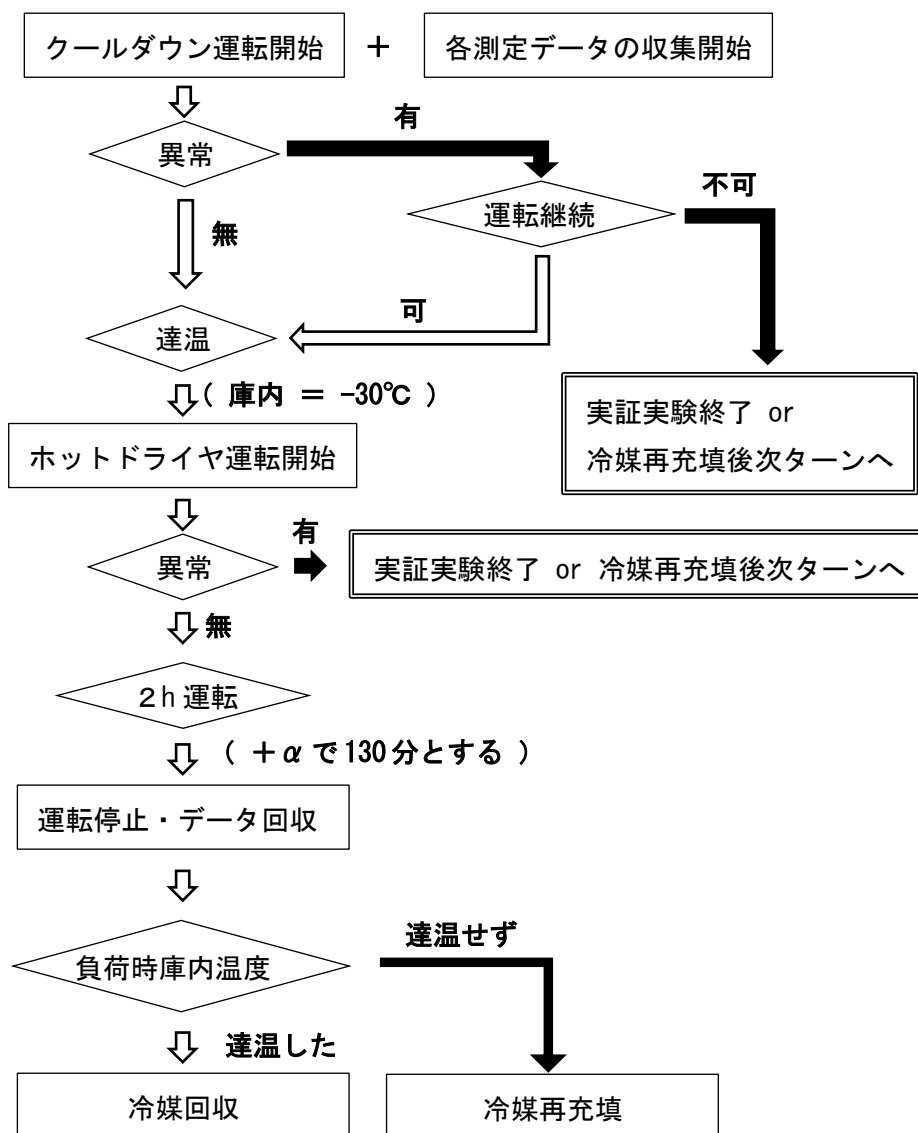 クールダウン運転開始 ＋ 各測定データの収集開始
有
異常
不可
運転継続
無
可
達温
（ 庫内 ＝ -30℃ ）
実証実験終了 or
冷媒再充填後次ターンへ
ホットドライヤ運転開始
有
異常
実証実験終了 or 冷媒再充填後次ターンへ
無
２ｈ運転
（ ＋α で 130 分とする ）
運転停止・データ回収
達温せず
負荷時庫内温度
達温した
冷媒回収
冷媒再充填